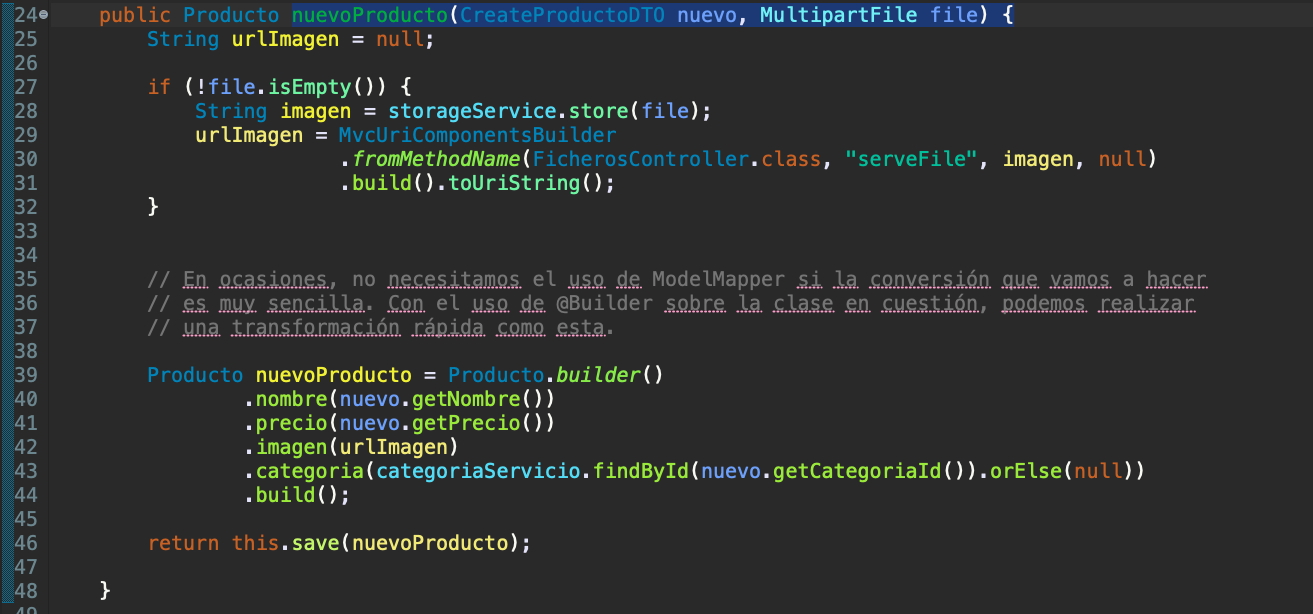 24 public Producto nuevoProducto(CreateProductoDTO nuevo, MultipartFile file) {
25 String urlImagen = null;
26
27 if (!file.isEmpty()) {
28 String imagen = storageService.store(file);
29 urlImagen = MvcUriComponentsBuilder
30 .fromMethodName(FicherosController.class, "serveFile", imagen, null)
31 .build().toUriString();
32 }
33
34
35 // En ocasiones, no necesitamos el uso de ModelMapper si la conversión que vamos a hacer
36 // es muy sencilla. Con el uso de @Builder sobre la clase en cuestión, podemos realizar
37 // una transformación rápida como esta.
38
39 Producto nuevoProducto = Producto.builder()
40 .nombre(nuevo.getNombre())
41 .precio(nuevo.getPrecio())
42 .imagen(urlImagen)
43 .categoria(categoriaServicio.findById(nuevo.getCategoriaId()).orElse(null))
44 .build();
45
46 return this.save(nuevoProducto);
47
48 }
49